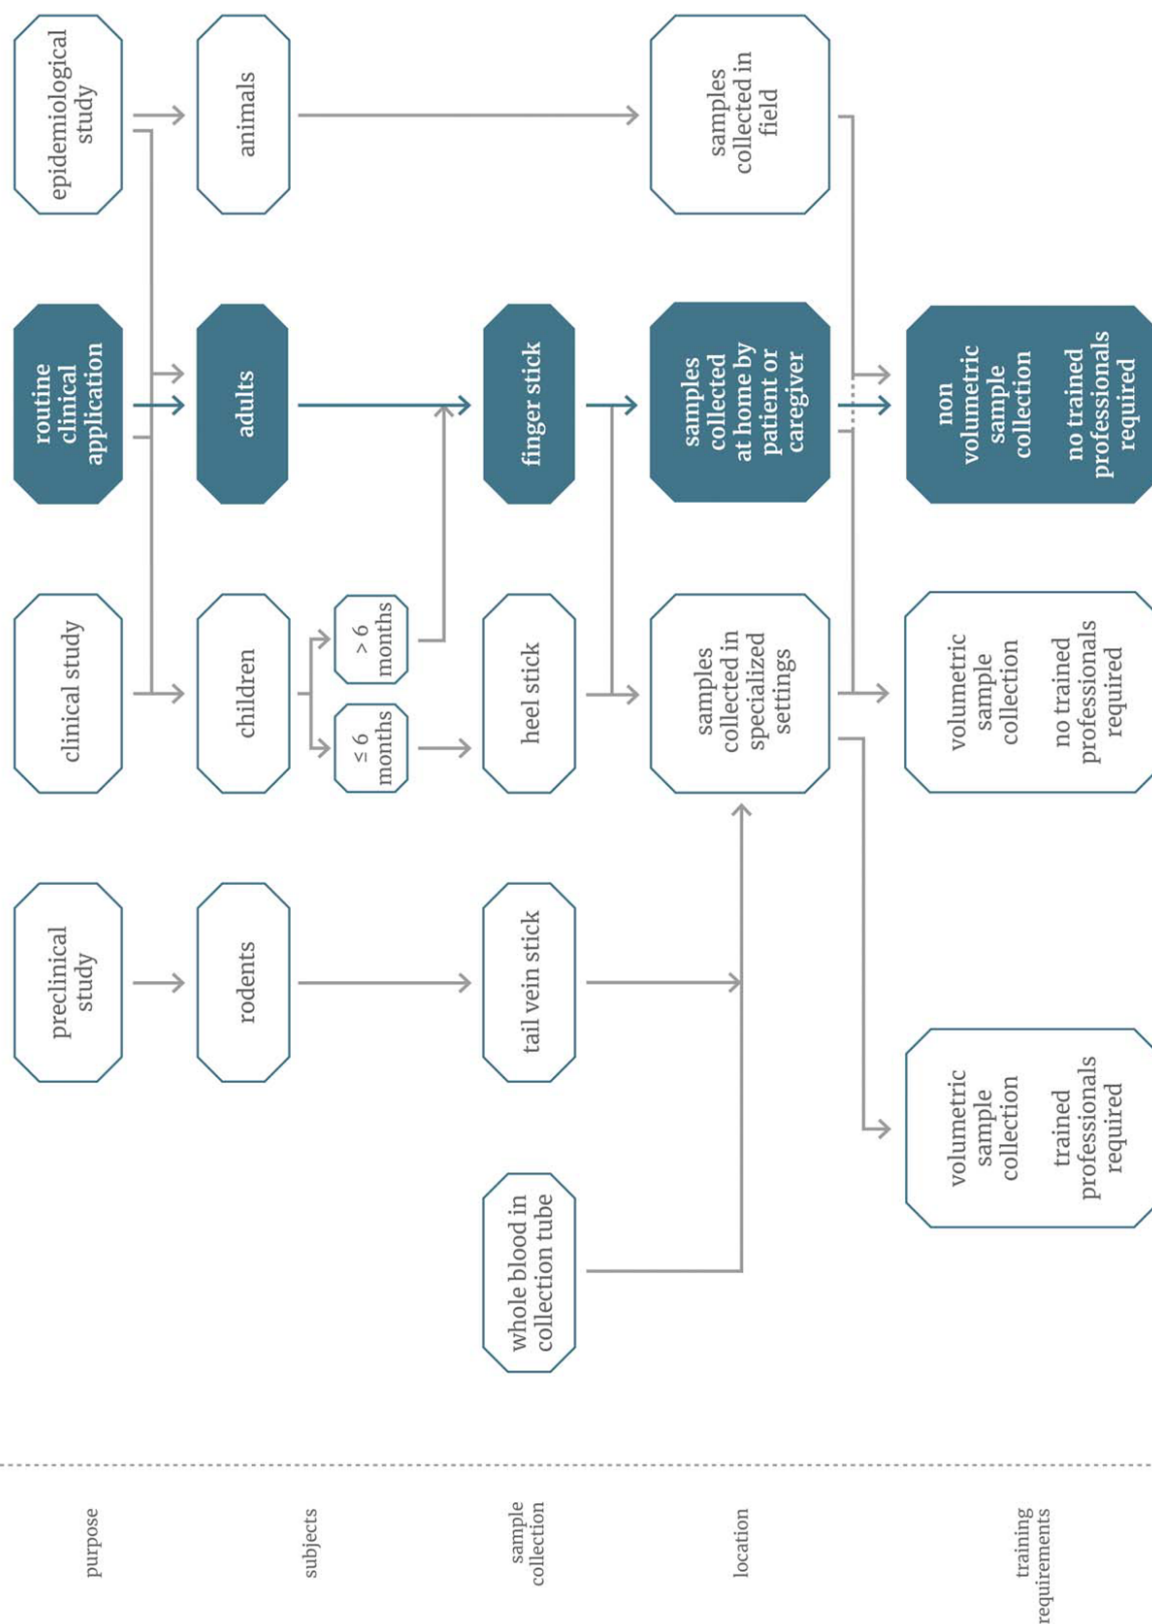 purpose
preclinical
study
clinical study
routine
clinical
application
epidemiological
study
subjects
rodents
children
adults
animals
≤ 6
months
> 6
months
sample
collection
whole blood in
collection tube
tail vein stick
heel stick
finger stick
location
samples
collected in
specialized
settings
samples
collected
at home by
patient or
caregiver
samples
collected in
field
training
requirements
volumetric
sample
collection
trained
professionals
required
volumetric
sample
collection
no trained
professionals
required
non
volumetric
sample
collection
no trained
professionals
required